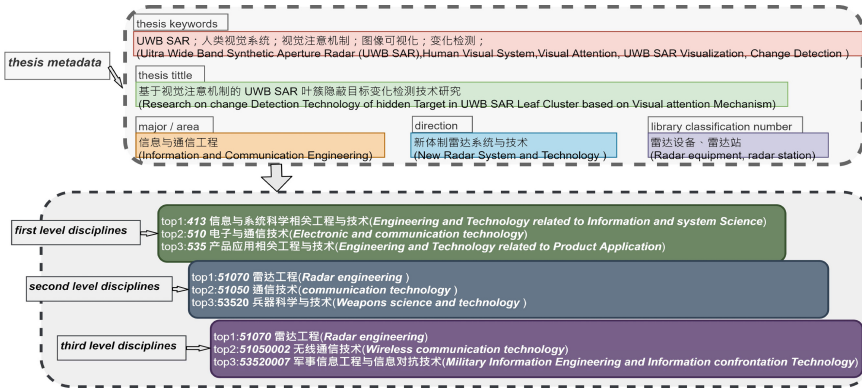 thesis keywords
UWB SAR；人类视觉系统；视觉注意机制；图像可视化；变化检测；
(Uitra Wide Band Synthetic Aperture Radar (UWB SAR),Human Visual System,Visual Attention, UWB SAR Visualization, Change Detection )
thesis metadata
thesis tittle
基于视觉注意机制的 UWB SAR 叶簇隐蔽目标变化检测技术研究
(Research on change Detection Technology of hidden Target in UWB SAR Leaf Cluster based on Visual attention Mechanism)
major / area
信息与通信工程
(Information and Communication Engineering)
direction
新体制雷达系统与技术
(New Radar System and Technology )
library classification number
雷达设备、雷达站
(Radar equipment, radar station)
first level disciplines
top1:413 信息与系统科学相关工程与技术(Engineering and Technology related to Information and system Science)
top2:510 电子与通信技术(Electronic and communication technology)
top3:535 产品应用相关工程与技术(Engineering and Technology related to Product Application)
second level disciplines
top1:51070 雷达工程(Radar engineering )
top2:51050 通信技术(communication technology)
top3:53520 兵器科学与技术(Weapons science and technology )
third level disciplines
top1:51070 雷达工程(Radar engineering)
top2:51050002 无线通信技术(Wireless communication technology)
top3:53520007 军事信息工程与信息对抗技术(Military Information Engineering and Information confrontation Technology)